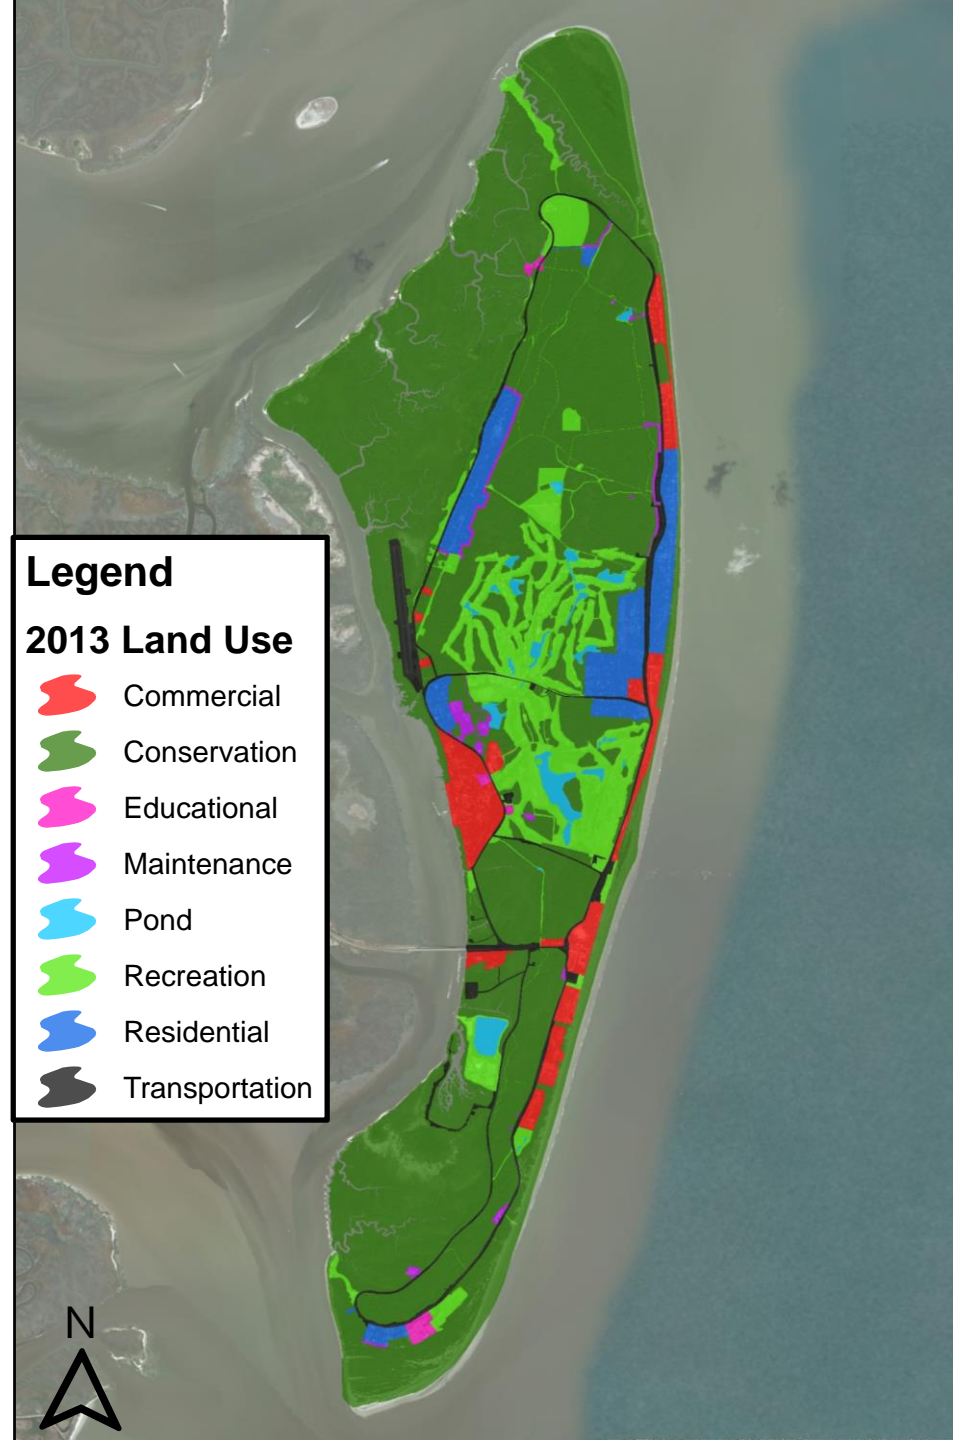 Legend
2013 Land Use
Commercial
Conservation
Educational
Maintenance
Pond
Recreation
Residential
Transportation
N